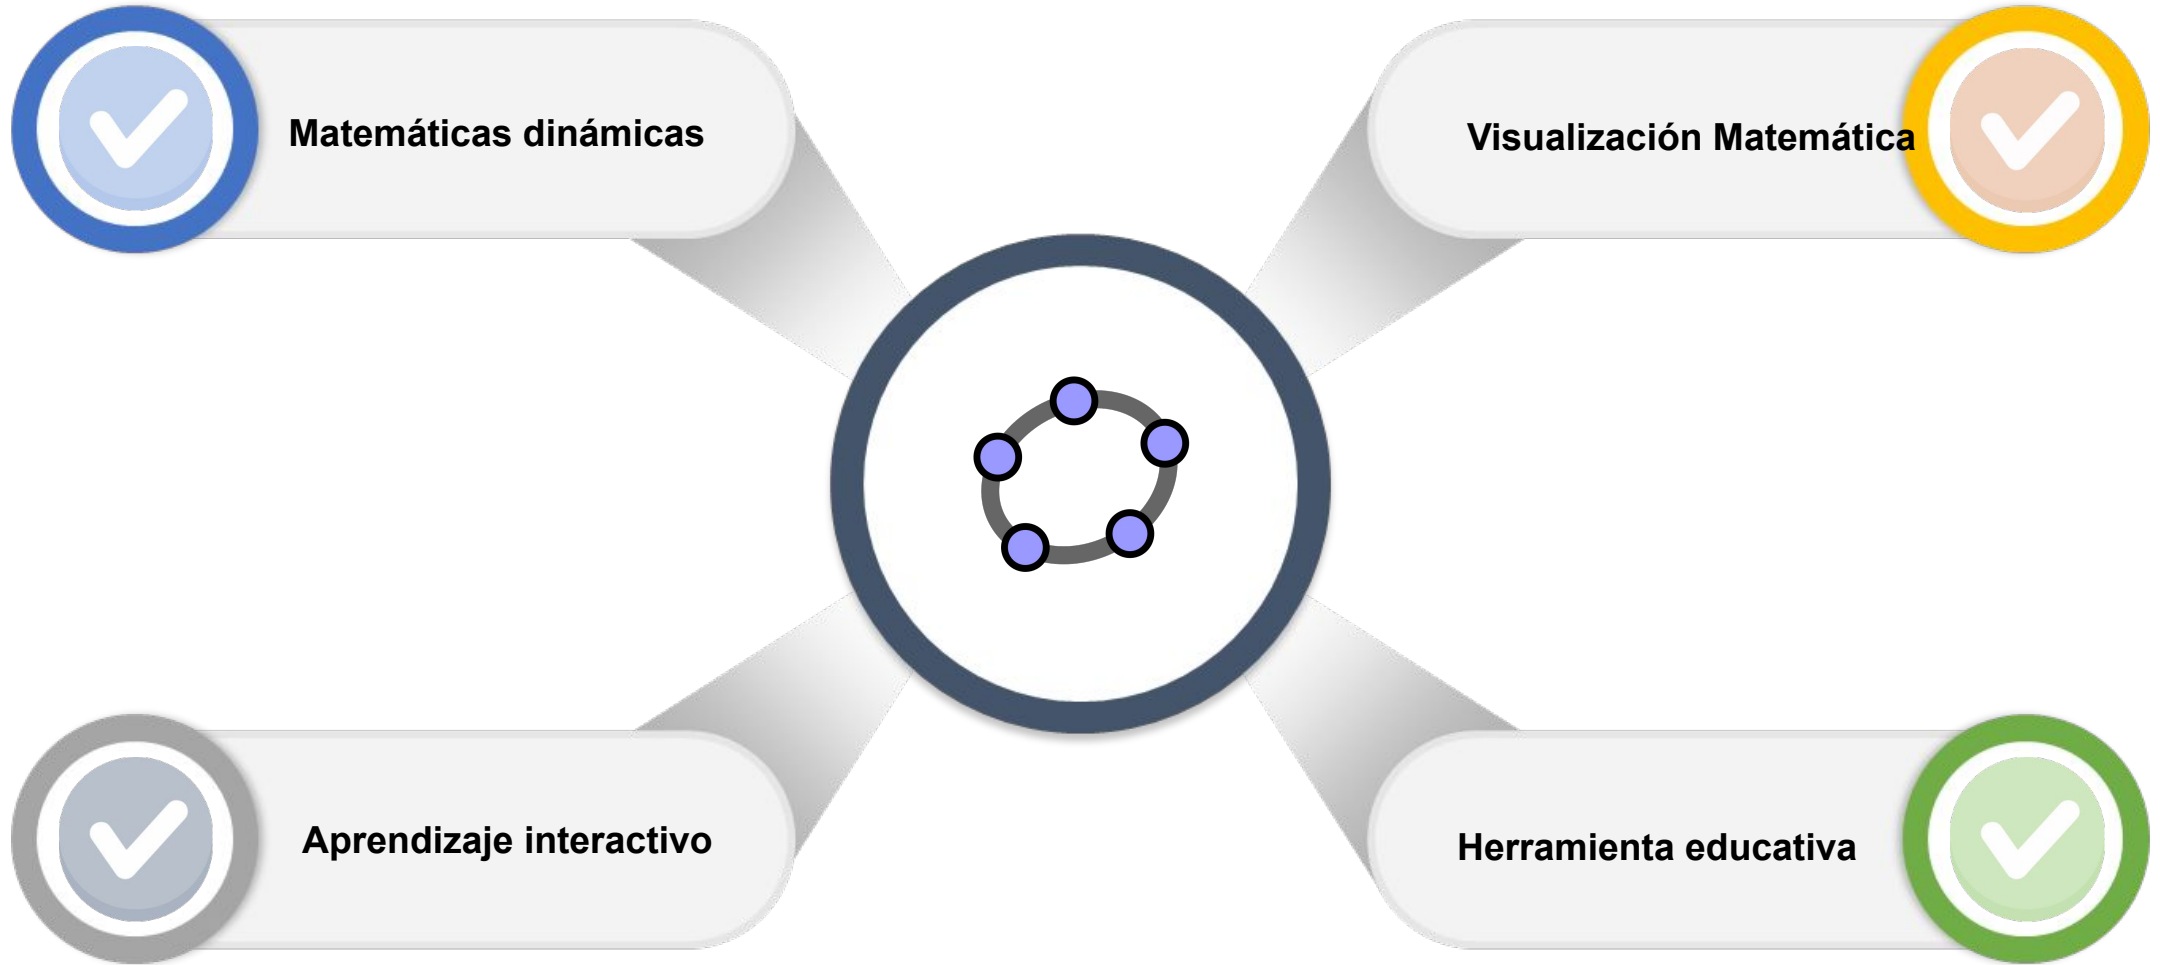 Matemáticas dinámicas
Visualización Matemática
Aprendizaje interactivo
Herramienta educativa